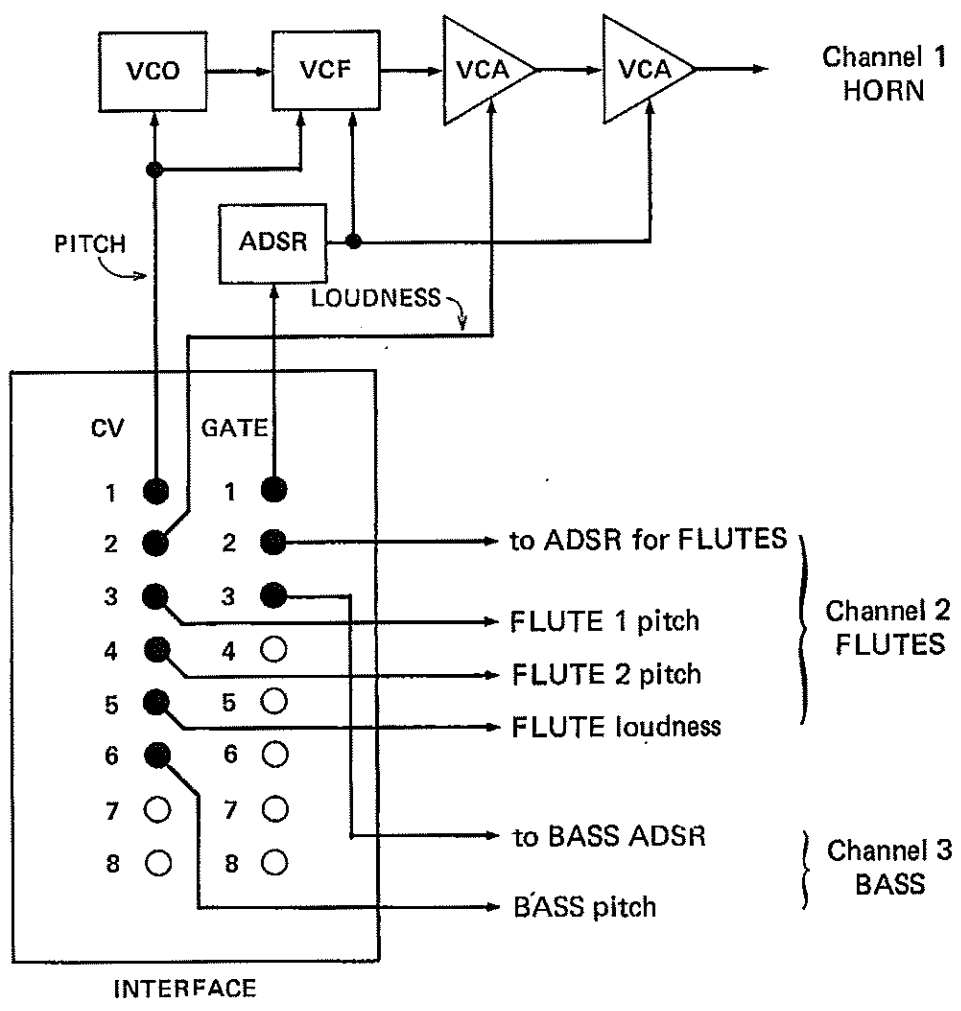 VCO
VCF
VCA
VCA
Channel 1
HORN
PITCH
ADSR
LOUDNESS
CV
GATE
1
1
2
2
to ADSR for FLUTES
3
3
FLUTE 1 pitch
Channel 2
FLUTES
4
4
FLUTE 2 pitch
5
5
FLUTE loudness
6
6
7
7
to BASS ADSR
8
8
Channel 3
BASS
BASS pitch
INTERFACE